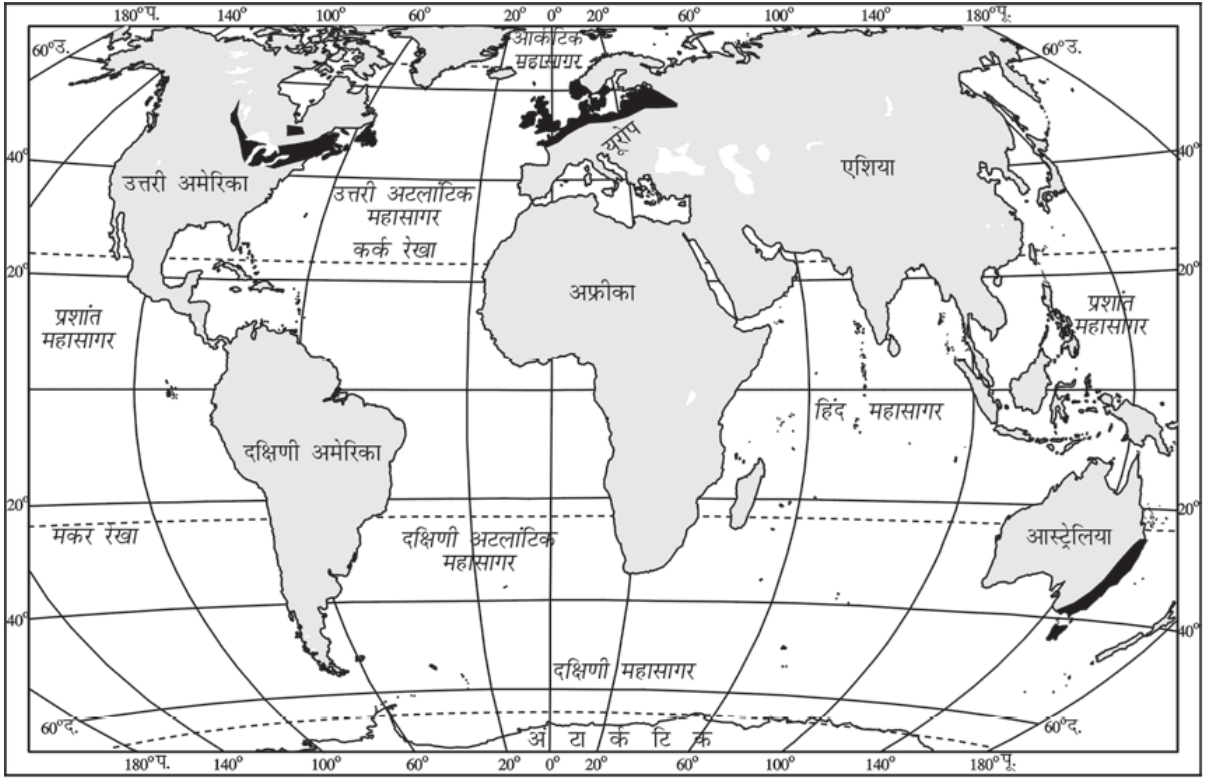 180°प. 140° 100° 60° 20° 0° 20° 60° 100° 140° 180°पू.
60°उ.
60°उ.
आर्कटिक
महासागर
40°
40°
यूरोप
एशिया
उत्तरी अमेरिका
उत्तरी अटलांटिक
महासागर
कर्क रेखा
20°
20°
अफ्रीका
प्रशांत
महासागर
प्रशांत
महासागर
हिंद महासागर
दक्षिणी अमेरिका
20°
20°
मकर रेखा
दक्षिणी अटलांटिक
महासागर
आस्ट्रेलिया
40°
40°
दक्षिणी महासागर
60°द.
60°द.
अं टा र्क टि क
180°प. 140° 100° 60° 20° 0° 20° 60° 100° 140° 180°पू.